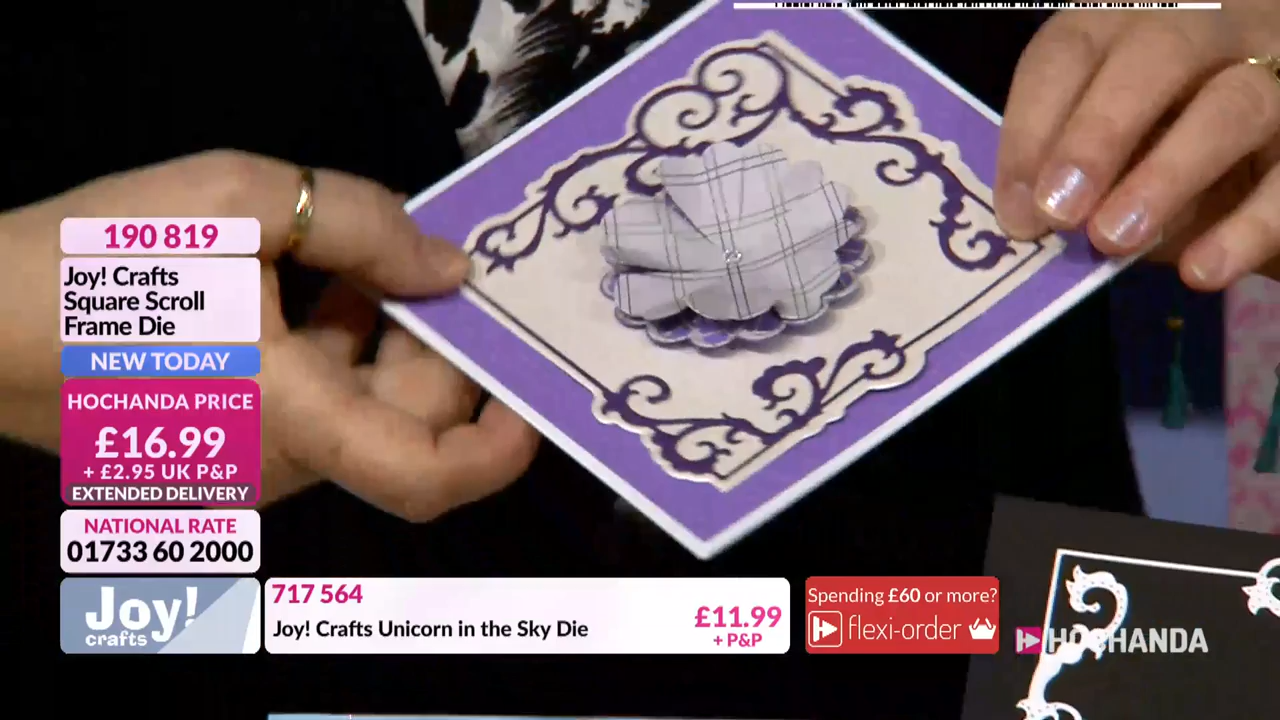 190 819
Joy! Crafts
Square Scroll
Frame Die
NEW TODAY
HOCHANDA PRICE
£16.99
+ £2.95 UK P&P
EXTENDED DELIVERY
NATIONAL RATE
01733 60 2000
Joy!
crafts
717 564
Joy! Crafts Unicorn in the Sky Die
£11.99
+ P&P
Spending £60 or more?
flexi-order
HOCHANDA